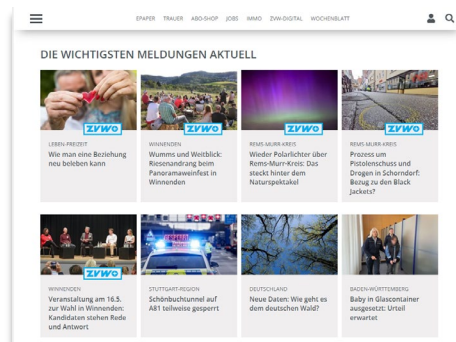 EPAPER TRAUER ABO-SHOP JOBS IMMO ZVW-DIGITAL WOCHENBLATT
DIE WICHTIGSTEN MELDUNGEN AKTUELL
ZVW
LEBEN-FREIZEIT
Wie man eine Beziehung
neu beleben kann
ZVW
WINNENDEN
Wumms und Weitblick:
Riesenandrang beim
Panoramaweinfest in
Winnenden
ZVW
REMS-MURR-KREIS
Wieder Polarlichter über
Rems-Murr-Kreis: Das
steckt hinter dem
Naturspektakel
ZVW
REMS-MURR-KREIS
Prozess um
Pistolenschuss und
Drogen in Schorndorf:
Bezug zu den Black
Jackets?
ZVW
WINNENDEN
Veranstaltung am 16.5.
zur Wahl in Winnenden:
Kandidaten stehen Rede
und Antwort
STUTTGART-REGION
Schönbuchtunnel auf
A81 teilweise gesperrt
DEUTSCHLAND
Neue Daten: Wie geht es
dem deutschen Wald?
BADEN-WÜRTTEMBERG
Baby in Glascontainer
ausgesetzt: Urteil
erwartet